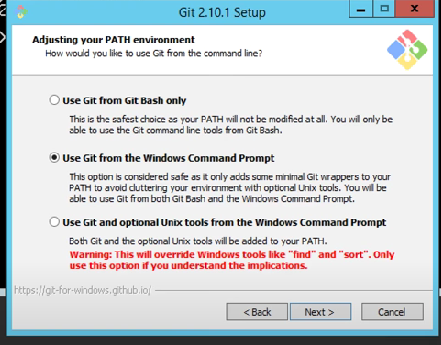 Git 2.10.1 Setup
Adjusting your PATH environment
How would you like to use Git from the command line?
Use Git from Git Bash only
This is the safest choice as your PATH will not be modified at all. You will only be
able to use the Git command line tools from Git Bash.
Use Git from the Windows Command Prompt
This option is considered safe as it only adds some minimal Git wrappers to your
PATH to avoid cluttering your environment with optional Unix tools. You will be
able to use Git from both Git Bash and the Windows Command Prompt.
Use Git and optional Unix tools from the Windows Command Prompt
Both Git and the optional Unix tools will be added to your PATH.
Warning: This will override Windows tools like "find" and "sort". Only
use this option if you understand the implications.
https://git-for-windows.github.io/
< Back
Next >
Cancel